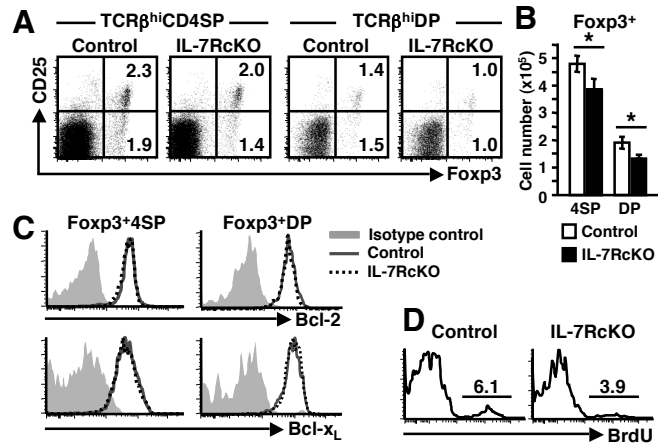 A
TCRβhiCD4SP
TCRβhiDP
Control
IL-7RcKO
Control
IL-7RcKO
CD25
2.3
2.0
1.4
1.0
1.9
1.4
1.5
1.0
Foxp3
B
Foxp3+
Cell number (x10⁵)
5
4
3
2
1
0
*
*
4SP
DP
Control
IL-7RcKO
C
Foxp3+4SP
Foxp3+DP
Isotype control
Control
IL-7RcKO
Bcl-2
Bcl-xL
D
Control
IL-7RcKO
6.1
3.9
BrdU